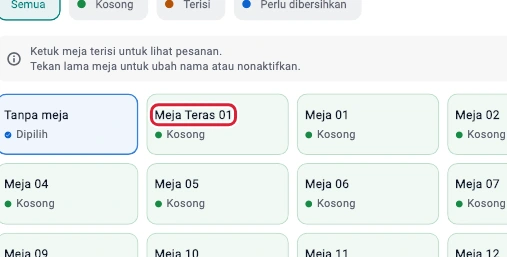 Semua
Kosong
Terisi
Perlu dibersihkan
Ketuk meja terisi untuk lihat pesanan.
Tekan lama meja untuk ubah nama atau nonaktifkan.
Tanpa meja
Dipilih
Meja Teras 01
Kosong
Meja 01
Kosong
Meja 02
Kosong
Meja 04
Kosong
Meja 05
Kosong
Meja 06
Kosong
Meja 07
Kosong
Meja 09
Meja 10
Meja 11
Meja 12